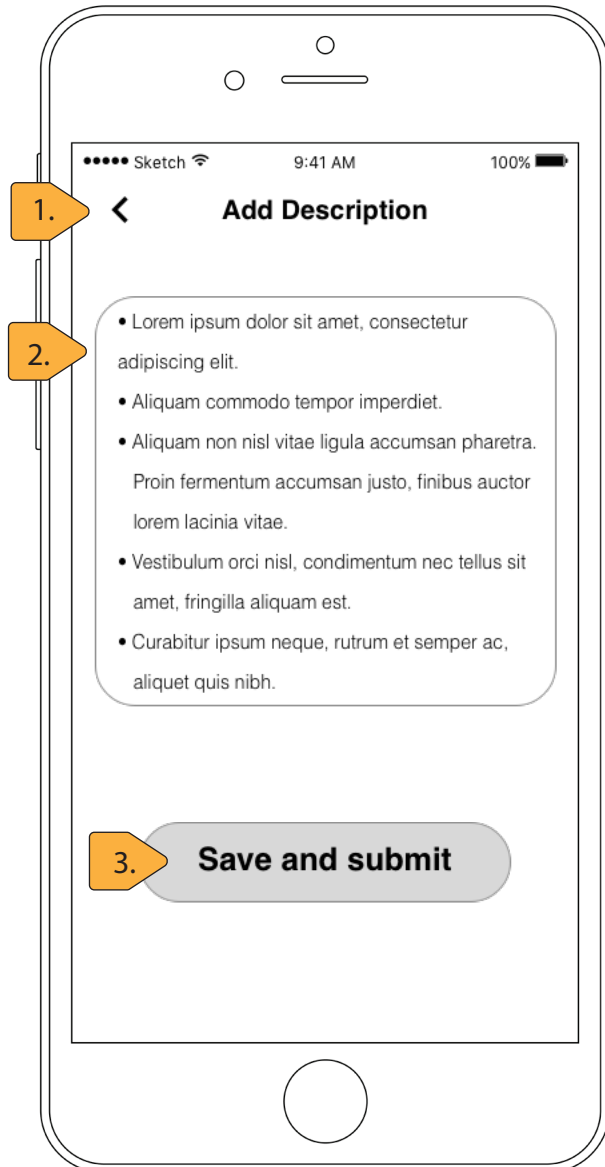 ••••• Sketch 9:41 AM 100%
1.
Add Description
2.
• Lorem ipsum dolor sit amet, consectetur
adipiscing elit.
• Aliquam commodo tempor imperdiet.
• Aliquam non nisl vitae ligula accumsan pharetra.
Proin fermentum accumsan justo, finibus auctor
lorem lacinia vitae.
• Vestibulum orci nisl, condimentum nec tellus sit
amet, fringilla aliquam est.
• Curabitur ipsum neque, rutrum et semper ac,
aliquet quis nibh.
3.
Save and submit